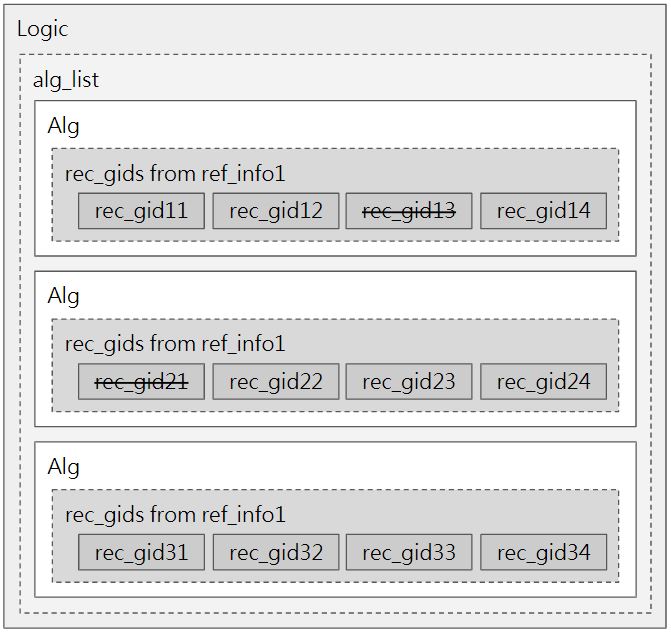 Logic
alg_list
Alg
rec_gids from ref_info1
rec_gid11 rec_gid12 rec_gid13 rec_gid14
Alg
rec_gids from ref_info1
rec_gid21 rec_gid22 rec_gid23 rec_gid24
Alg
rec_gids from ref_info1
rec_gid31 rec_gid32 rec_gid33 rec_gid34